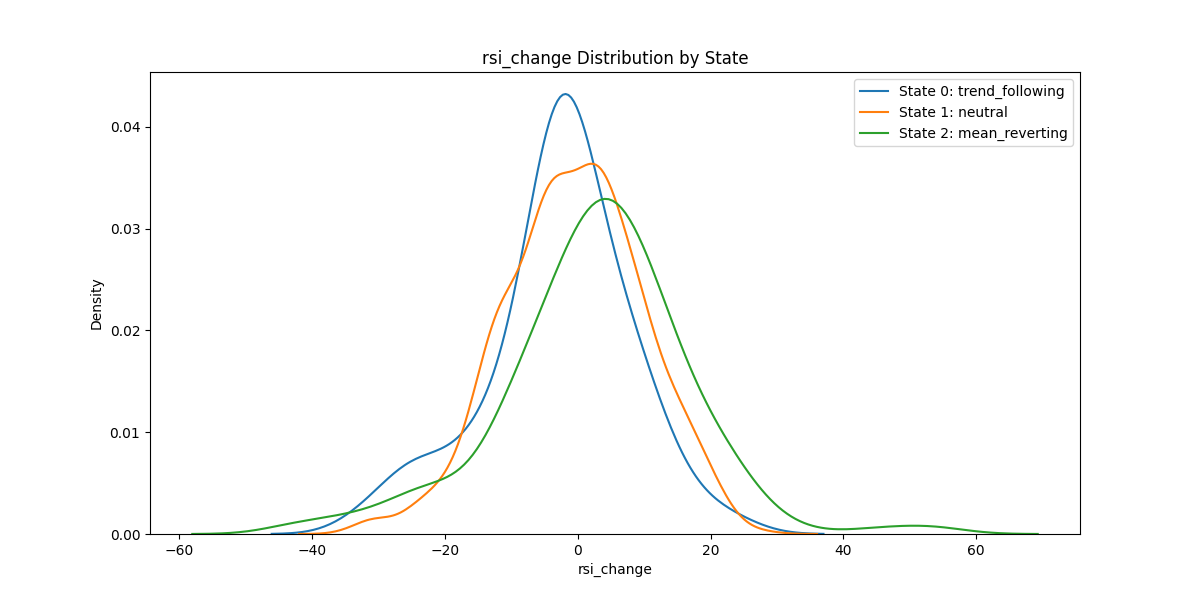 rsi_change Distribution by State
State 0: trend_following
State 1: neutral
State 2: mean_reverting
Density
0.04
0.03
0.02
0.01
0.00
−60
−40
−20
0
20
40
60
rsi_change